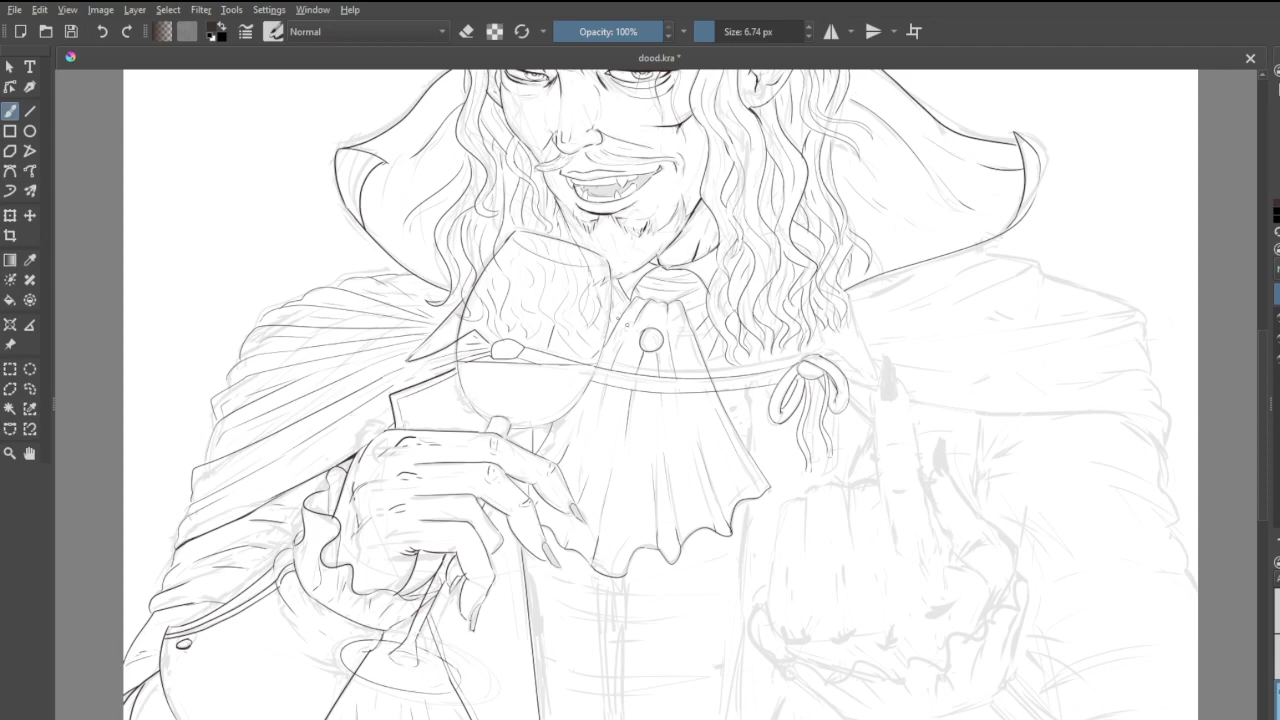 File Edit View Image Layer Select Filter Tools Settings Window Help
Normal Opacity: 100% Size: 6.74 px
dood.kra *